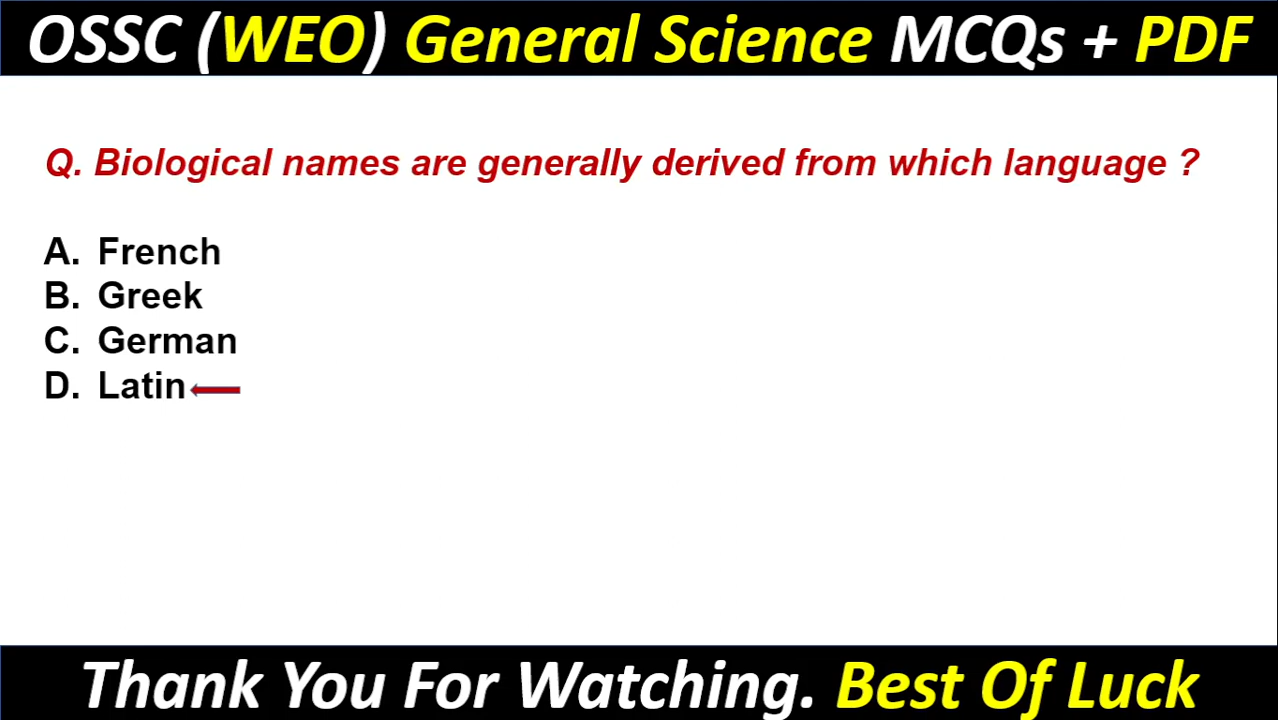 OSSC (WEO) General Science MCQs + PDF
Q. Biological names are generally derived from which language ?
A. French
B. Greek
C. German
D. Latin
Thank You For Watching. Best Of Luck